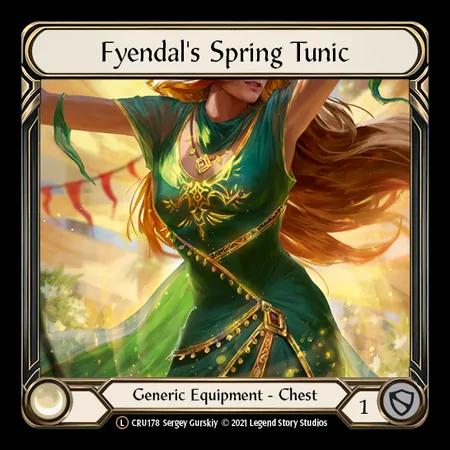 Fyendal's Spring Tunic
Generic Equipment - Chest
1
L CRU178 Sergey Gurskiy © 2021 Legend Story Studios